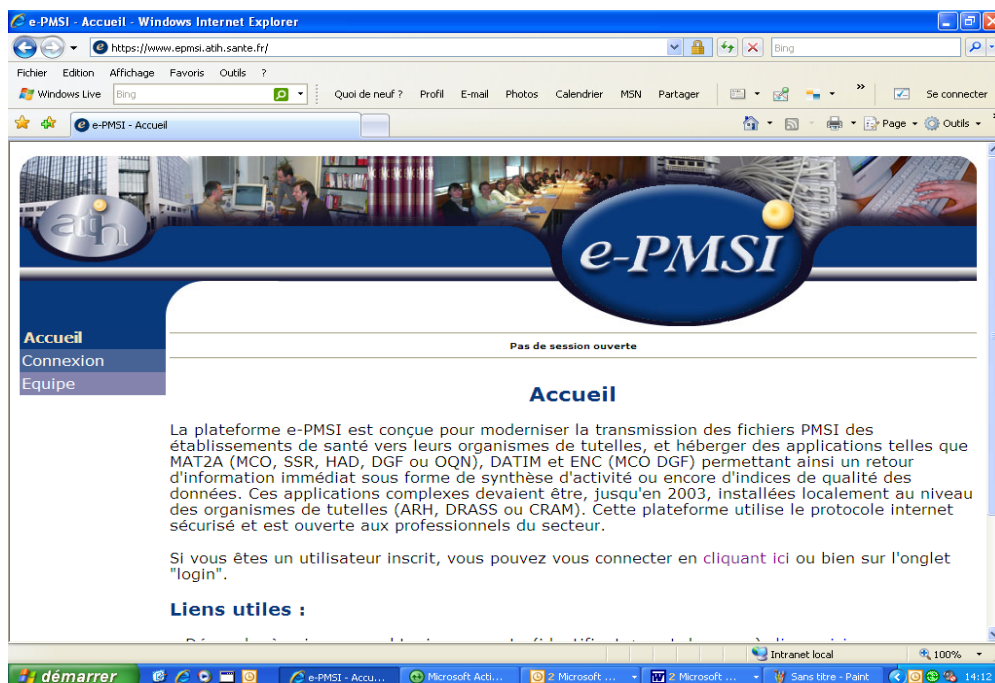 e-PMSI - Accueil - Windows Internet Explorer
https://www.epmsi.atih.sante.fr/
Bing
Fichier Edition Affichage Favoris Outils ?
Windows Live Bing Quoi de neuf ? Profil E-mail Photos Calendrier MSN Partager » Se connecter
e-PMSI - Accueil Page Outils
atih
e-PMSI
Accueil
Connexion
Equipe
Pas de session ouverte
Accueil
La plateforme e-PMSI est conçue pour moderniser la transmission des fichiers PMSI des
établissements de santé vers leurs organismes de tutelles, et héberger des applications telles que
MAT2A (MCO, SSR, HAD, DGF ou OQN), DATIM et ENC (MCO DGF) permettant ainsi un retour
d'information immédiat sous forme de synthèse d'activité ou encore d'indices de qualité des
données. Ces applications complexes devaient être, jusqu'en 2003, installées localement au niveau
des organismes de tutelles (ARH, DRASS ou CRAM). Cette plateforme utilise le protocole internet
sécurisé et est ouverte aux professionnels du secteur.
Si vous êtes un utilisateur inscrit, vous pouvez vous connecter en cliquant ici ou bien sur l'onglet
"login".
Liens utiles :
Intranet local 100%
démarrer e-PMSI - Accu... Microsoft Acti... 2 Microsoft ... 2 Microsoft ... Sans titre - Paint 14:12